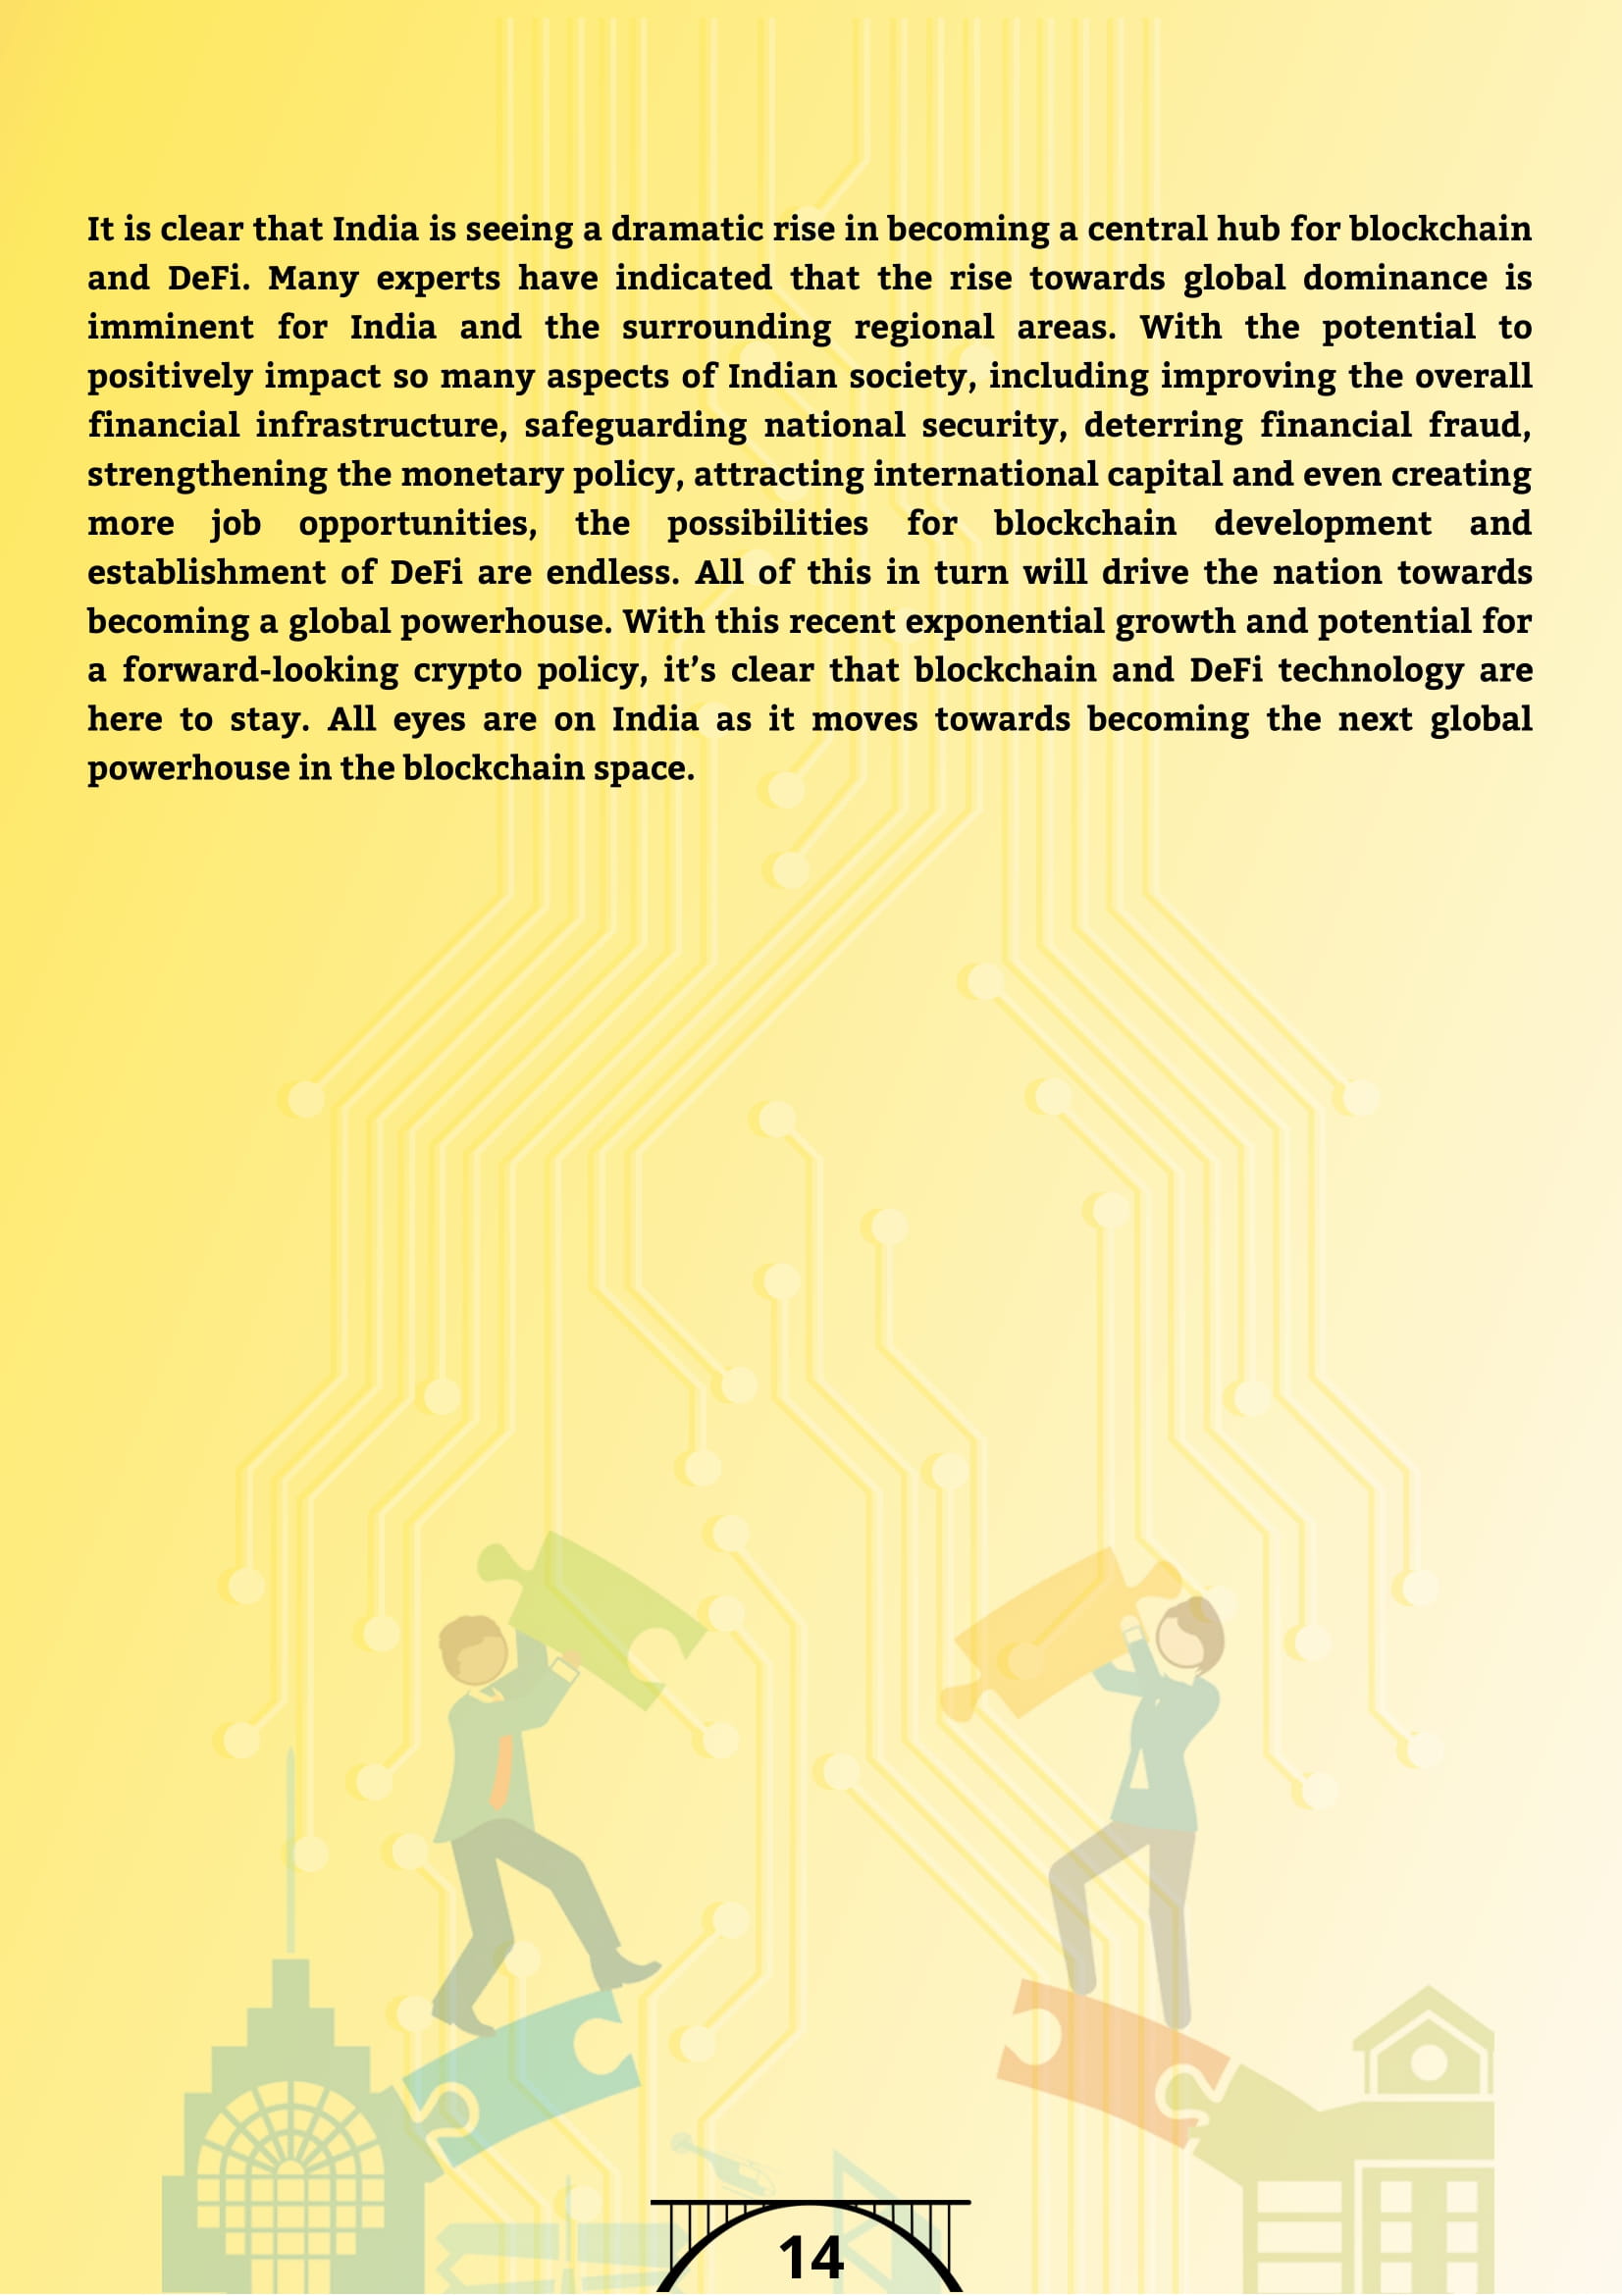 It is clear that India is seeing a dramatic rise in becoming a central hub for blockchain
and DeFi. Many experts have indicated that the rise towards global dominance is
imminent for India and the surrounding regional areas. With the potential to
positively impact so many aspects of Indian society, including improving the overall
financial infrastructure, safeguarding national security, deterring financial fraud,
strengthening the monetary policy, attracting international capital and even creating
more job opportunities, the possibilities for blockchain development and
establishment of DeFi are endless. All of this in turn will drive the nation towards
becoming a global powerhouse. With this recent exponential growth and potential for
a forward-looking crypto policy, it’s clear that blockchain and DeFi technology are
here to stay. All eyes are on India as it moves towards becoming the next global
powerhouse in the blockchain space.
14